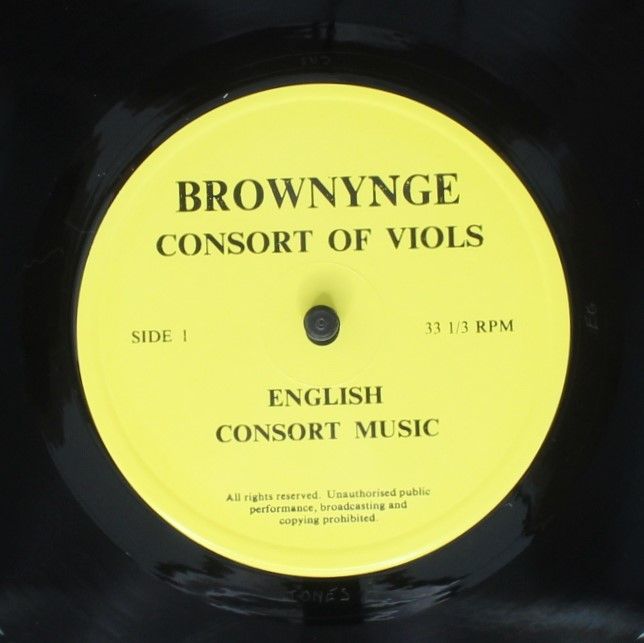 BROWNYNGE
CONSORT OF VIOLS
SIDE 1
33 1/3 RPM
ENGLISH
CONSORT MUSIC
All rights reserved. Unauthorised public
performance, broadcasting and
copying prohibited.
JONES